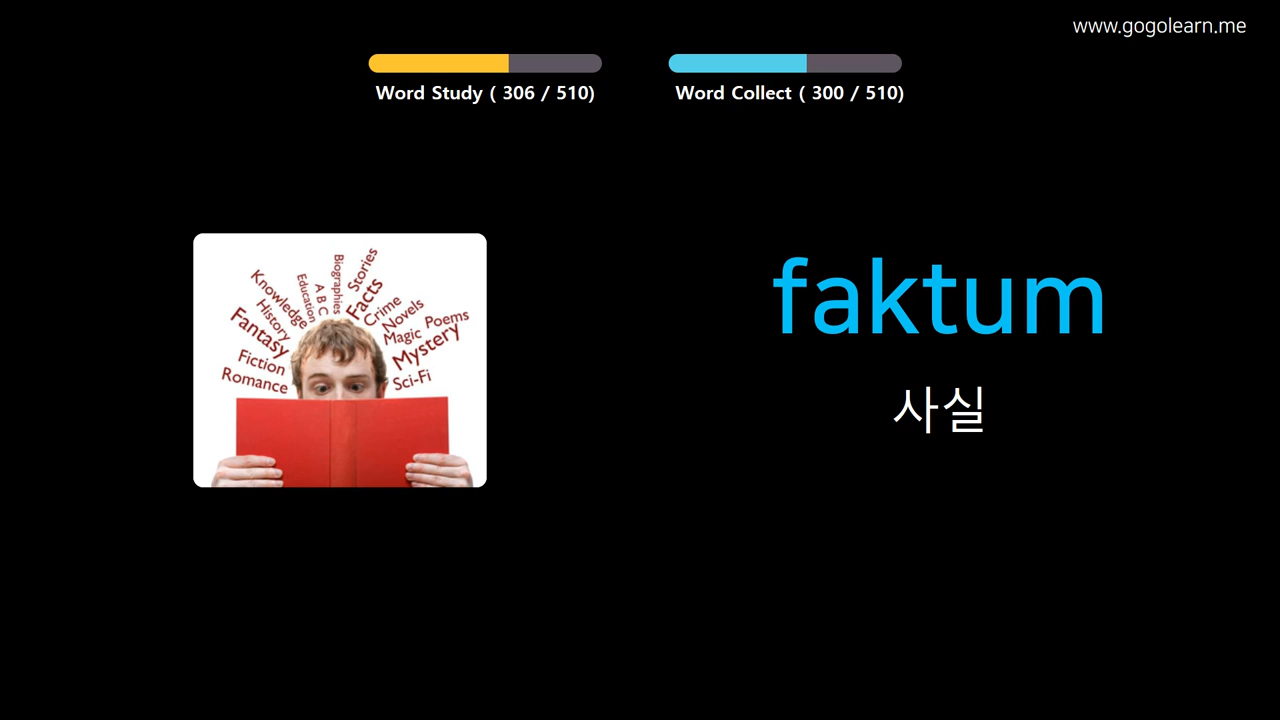 www.gogolearn.me
Word Study ( 306 / 510)
Word Collect ( 300 / 510)
faktum
사실
Knowledge
History
Fantasy
Fiction
Romance
Education
A B C
Biographies
Stories
Facts
Crime
Novels
Magic
Poems
Mystery
Sci-Fi